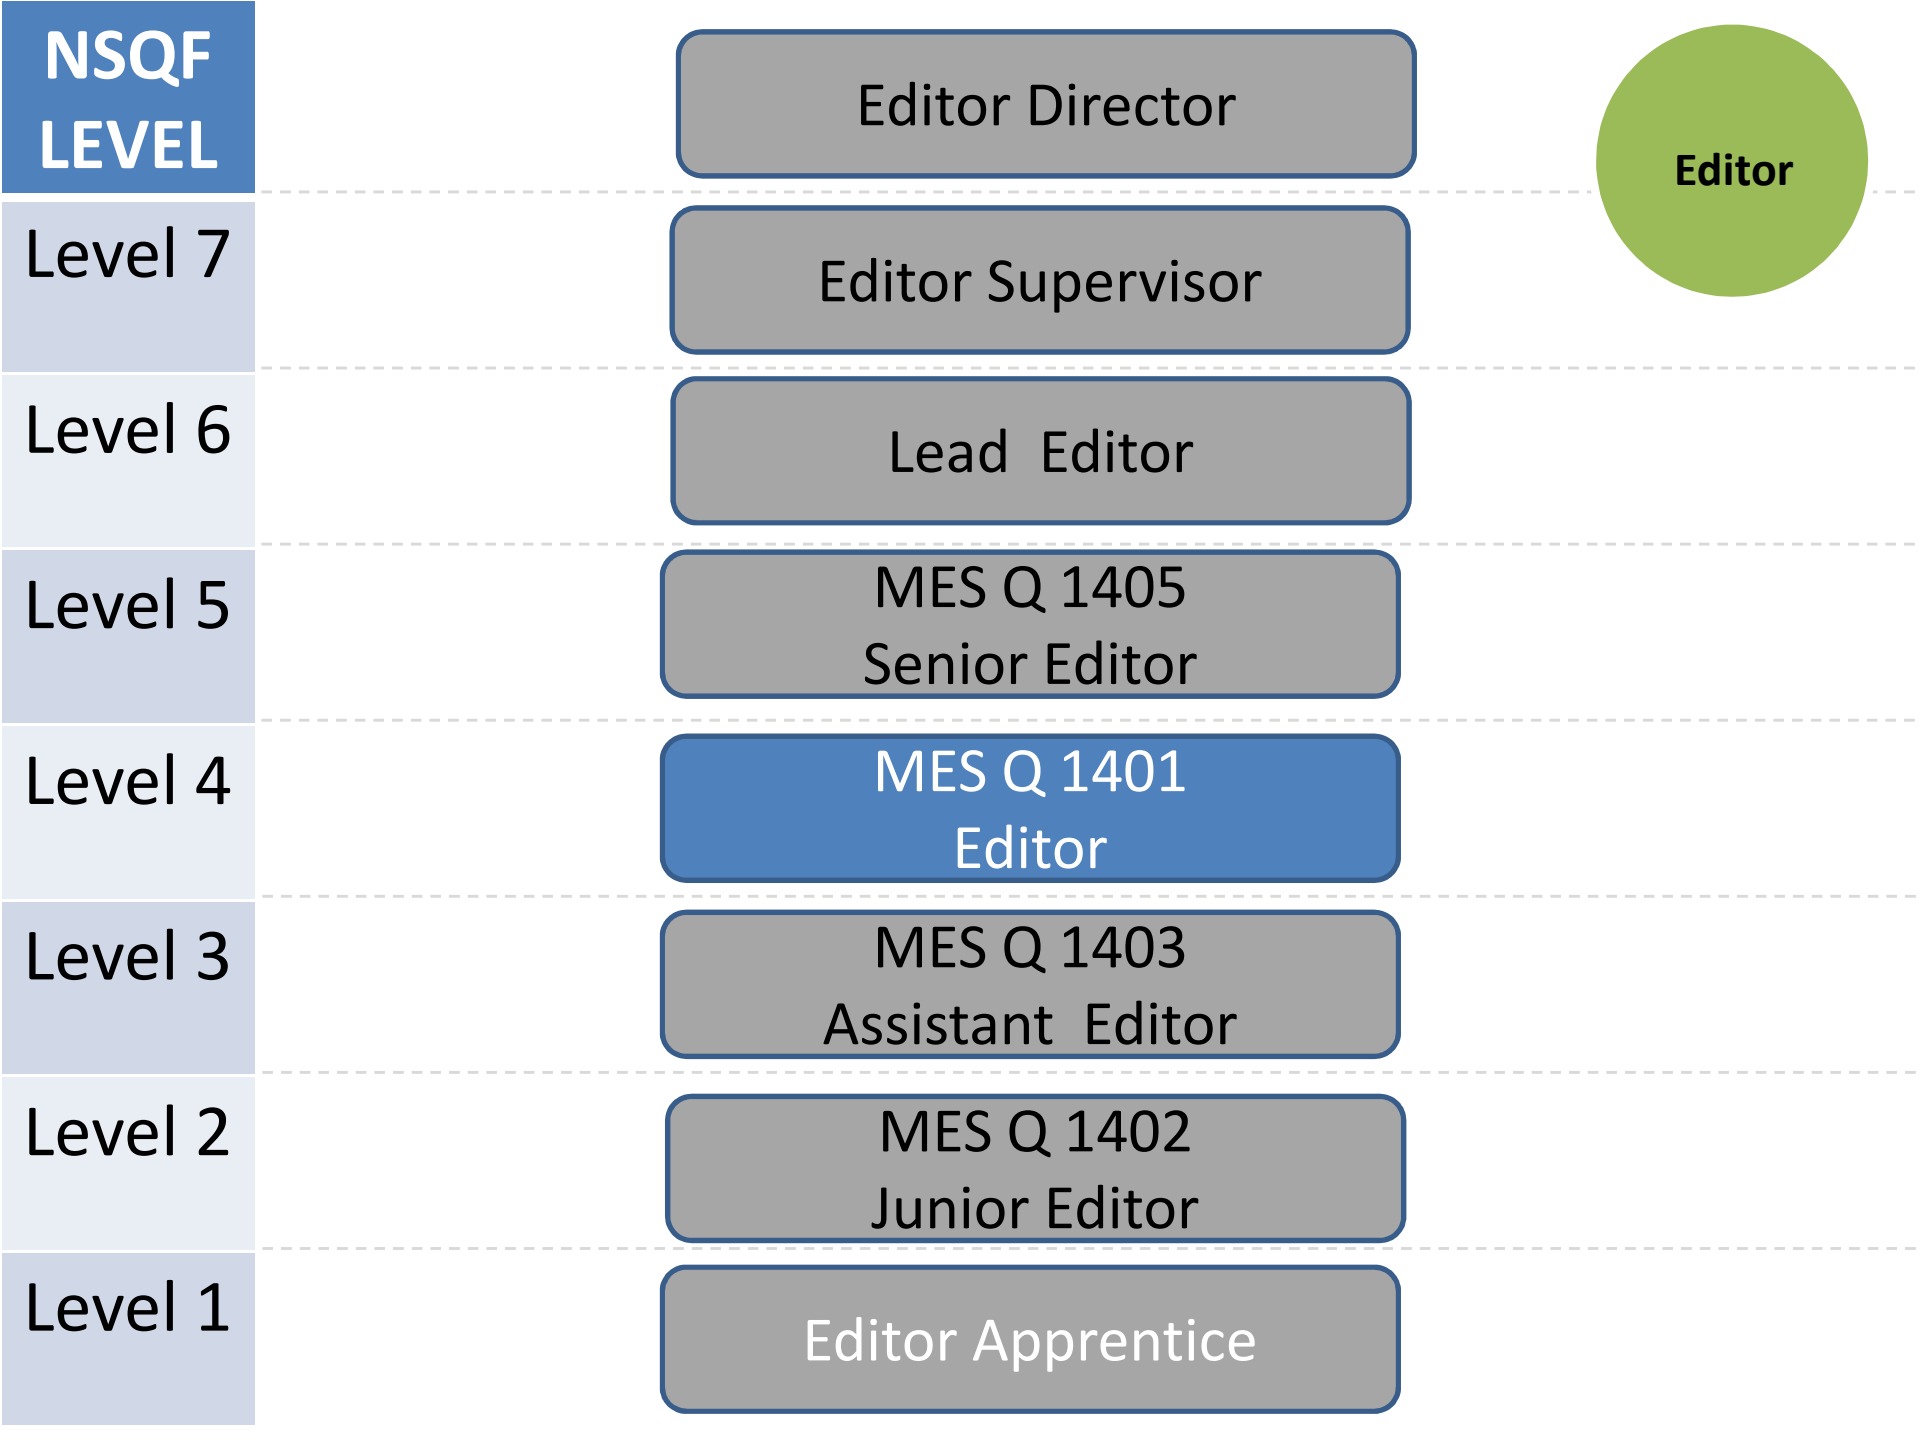 NSQF
LEVEL
Editor Director
Editor
Level 7
Editor Supervisor
Level 6
Lead  Editor
Level 5
MES Q 1405
Senior Editor
Level 4
MES Q 1401
Editor
Level 3
MES Q 1403
Assistant  Editor
Level 2
MES Q 1402
Junior Editor
Level 1
Editor Apprentice